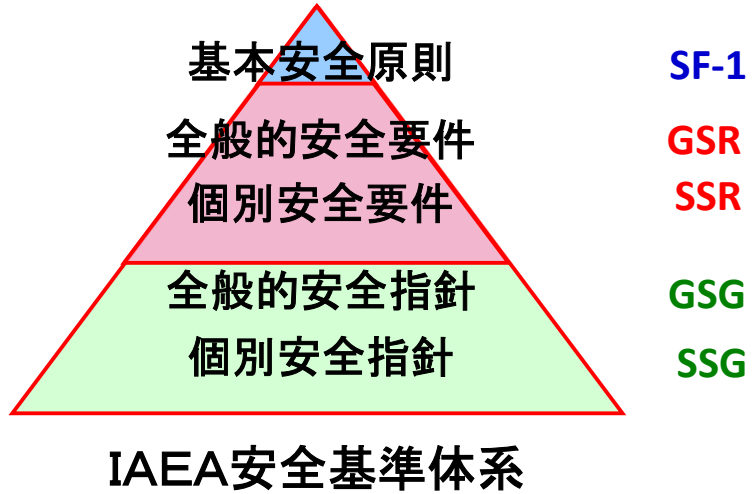 基本安全原則 SF-1
全般的安全要件 GSR
個別安全要件 SSR
全般的安全指針 GSG
個別安全指針 SSG
IAEA安全基準体系